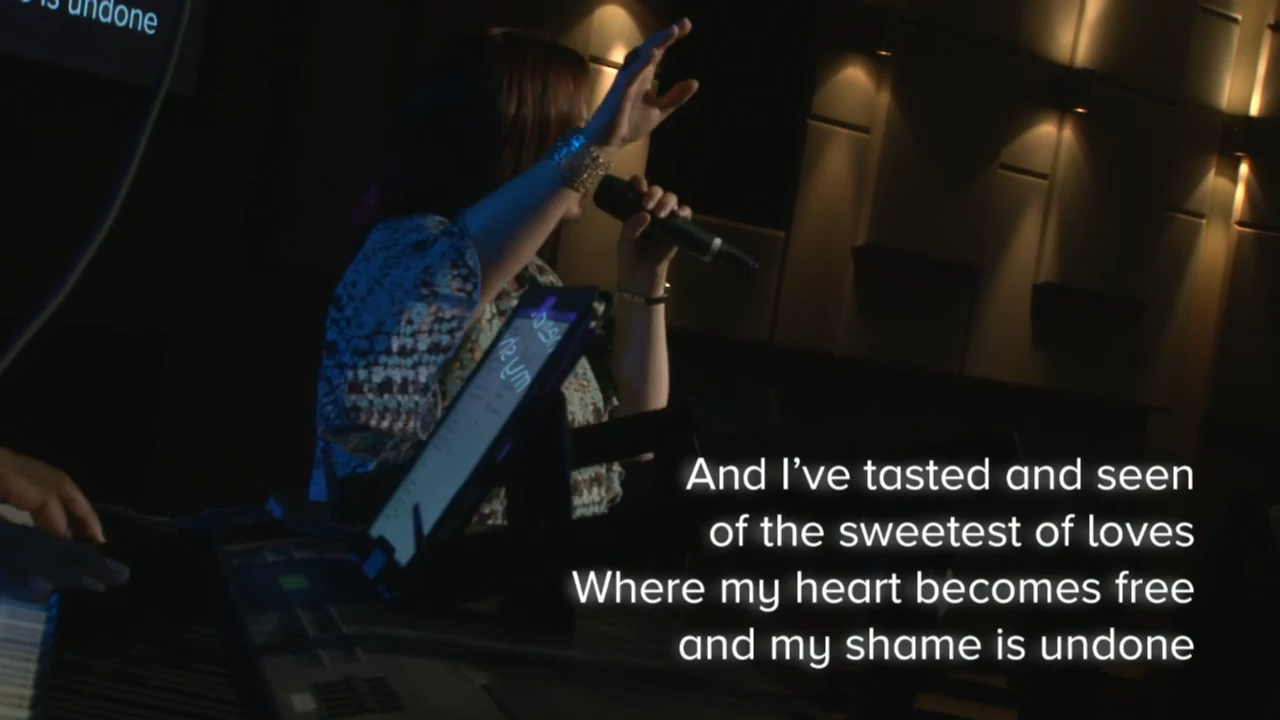 is undone
And I've tasted and seen
of the sweetest of loves
Where my heart becomes free
and my shame is undone